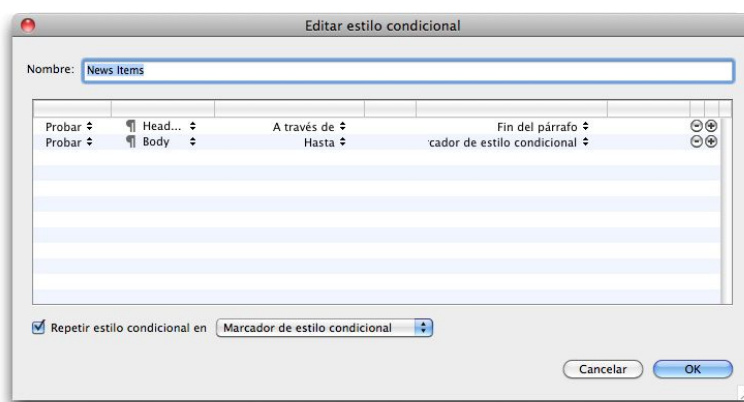 Editar estilo condicional
Nombre: News Items
Probar ¶ Head... A través de Fin del párrafo
Probar ¶ Body Hasta cador de estilo condicional
Repetir estilo condicional en Marcador de estilo condicional
Cancelar OK